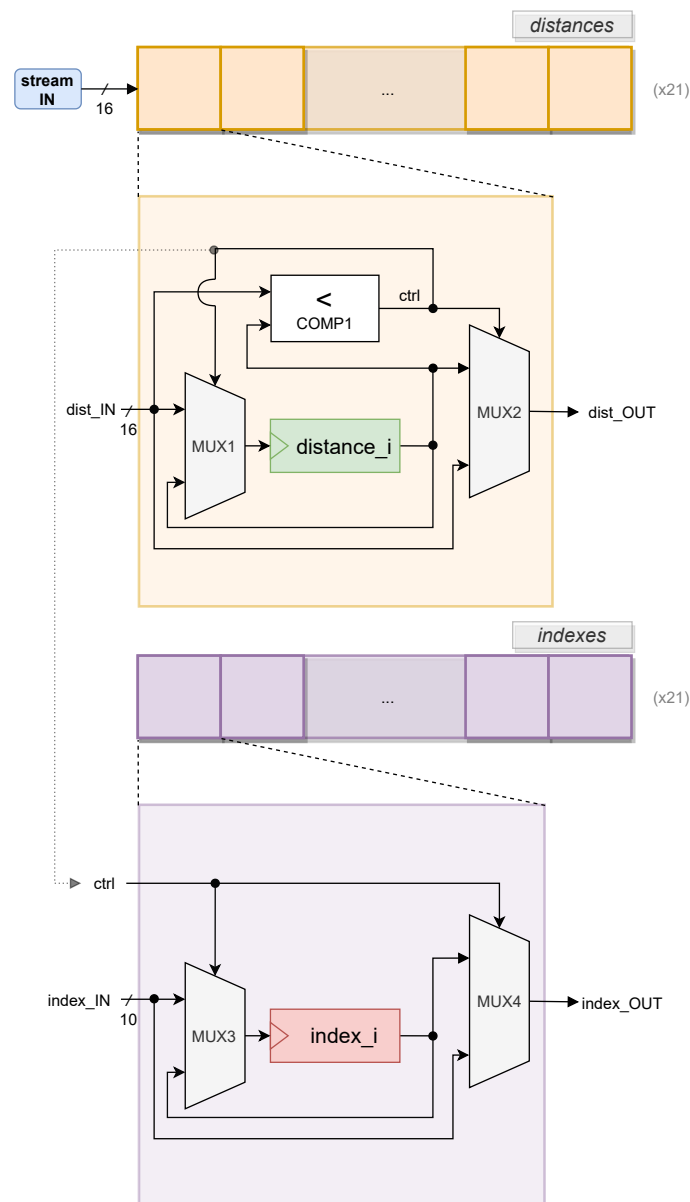 distances
stream
IN
16
...
(x21)
<
COMP1
ctrl
dist_IN
16
MUX1
distance_i
MUX2
dist_OUT
indexes
...
(x21)
ctrl
index_IN
10
MUX3
index_i
MUX4
index_OUT